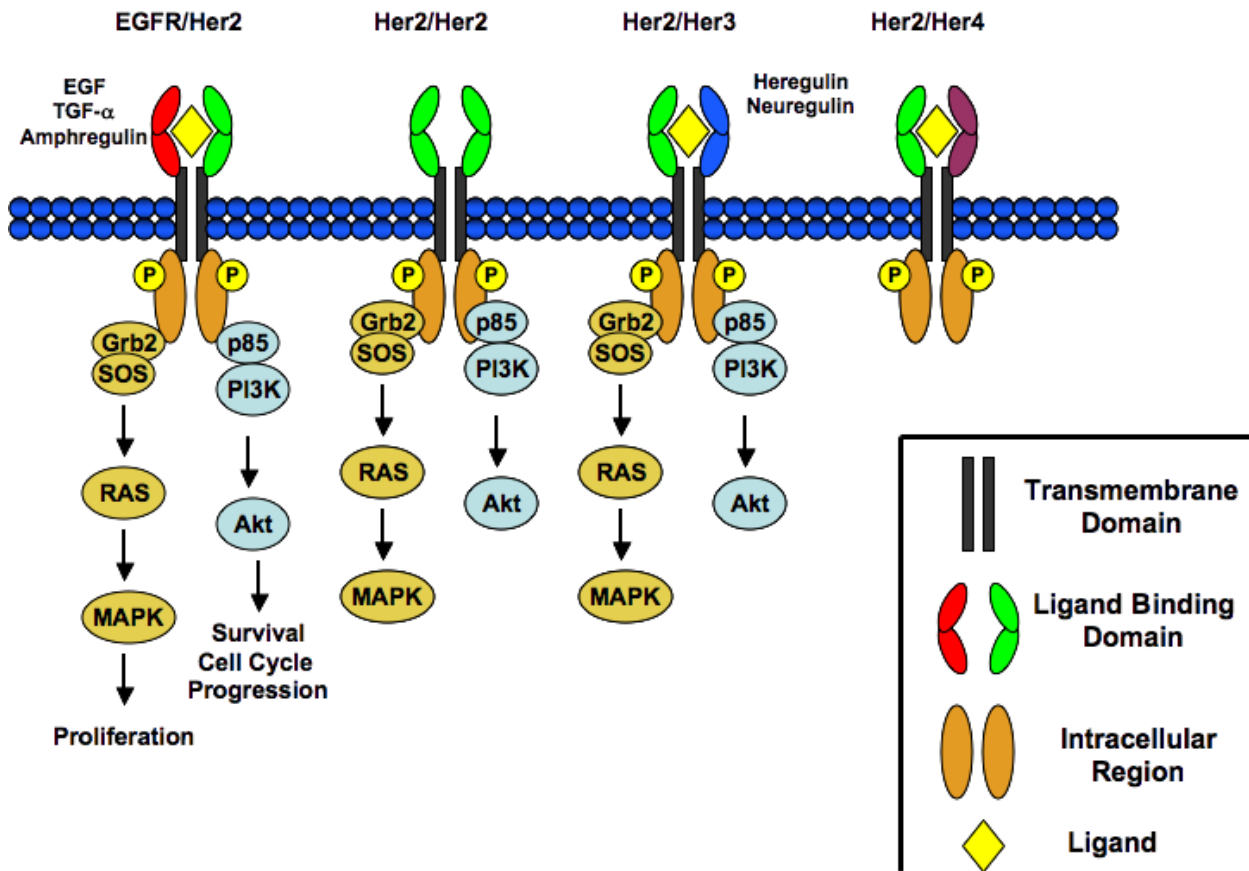 EGFR/Her2
Her2/Her2
Her2/Her3
Her2/Her4
EGF
TGF-α
Amphregulin
Heregulin
Neuregulin
P
P
P
P
P
P
P
P
Grb2
SOS
p85
PI3K
Grb2
SOS
p85
PI3K
Grb2
SOS
p85
PI3K
RAS
Akt
RAS
Akt
RAS
Akt
MAPK
MAPK
MAPK
Survival
Cell Cycle
Progression
Proliferation
Transmembrane
Domain
Ligand Binding
Domain
Intracellular
Region
Ligand